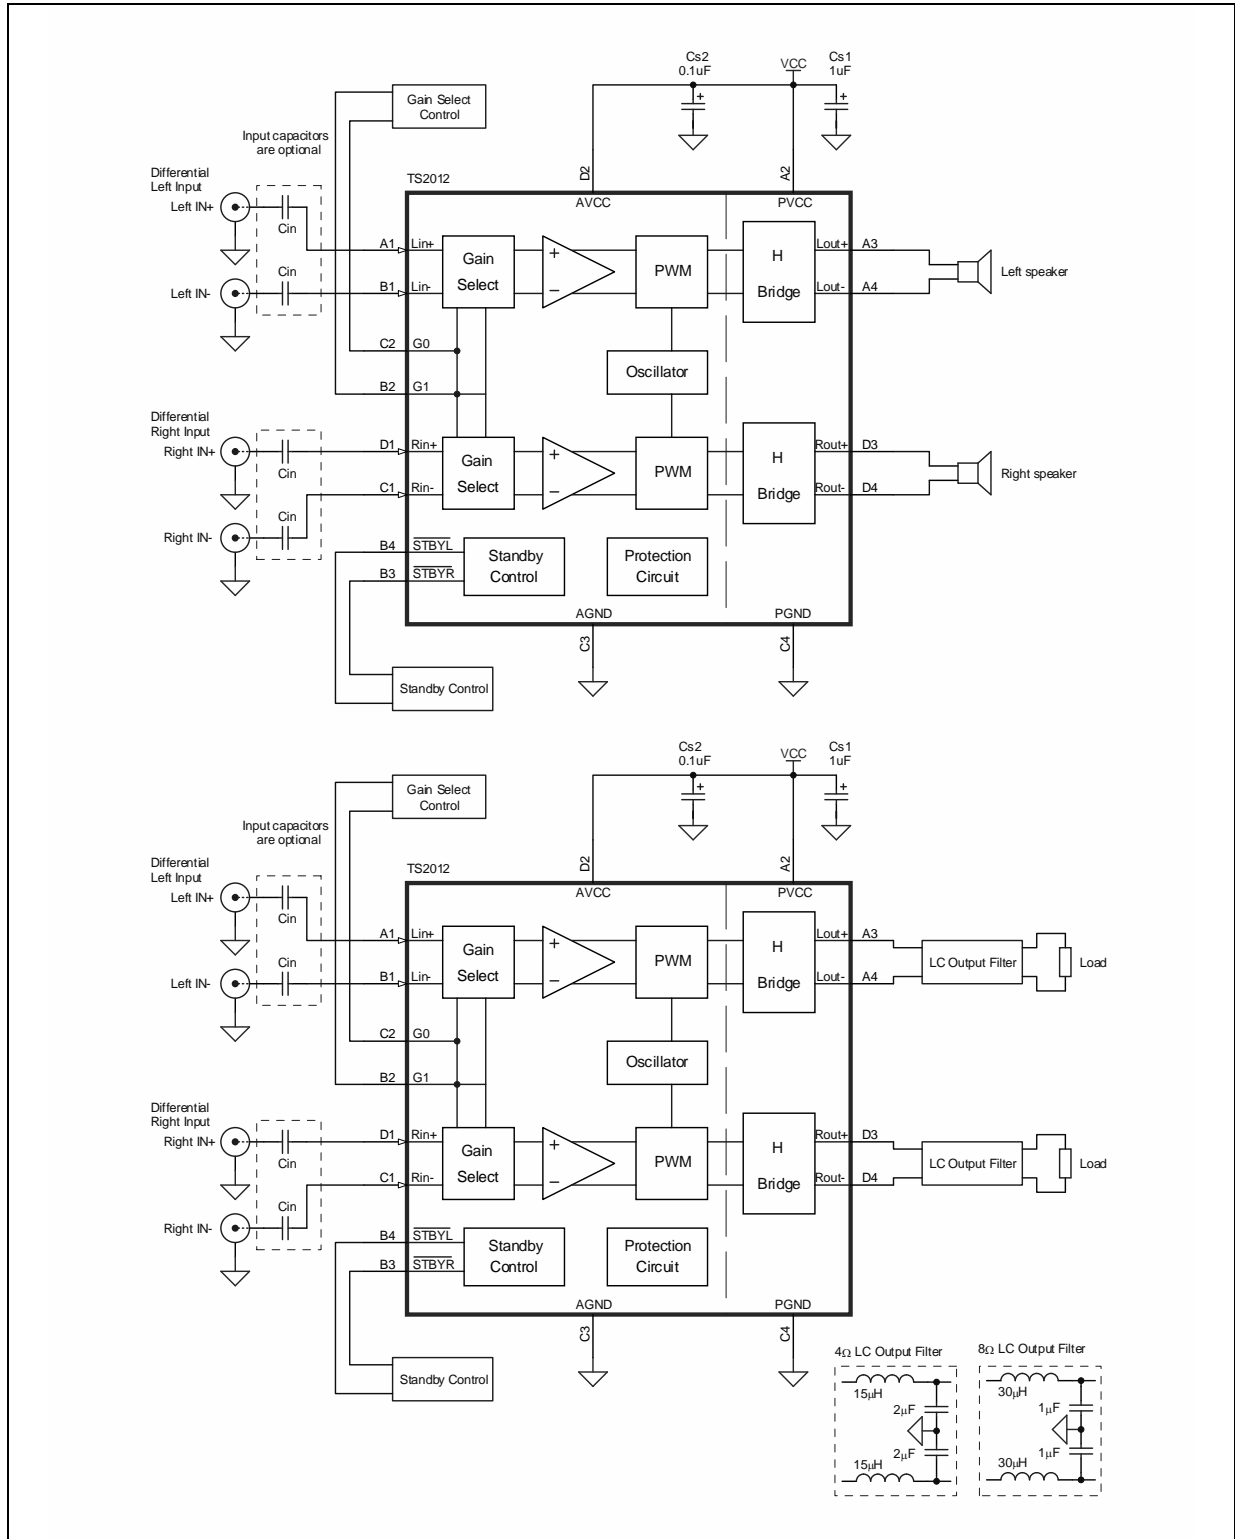 Cs2
0.1uF
VCC
Cs1
1uF
Gain Select
Control
Input capacitors
are optional
Differential
Left Input
Left IN+
Cin
Left IN-
Cin
TS2012
D2
A2
AVCC
PVCC
A1
Lin+
B1
Lin-
Gain
Select
+
−
PWM
H
Bridge
Lout+
A3
Lout-
A4
Left speaker
C2
G0
B2
G1
Oscillator
Differential
Right Input
Right IN+
Cin
Right IN-
Cin
D1
Rin+
C1
Rin-
Gain
Select
+
−
PWM
H
Bridge
Rout+
D3
Rout-
D4
Right speaker
B4
STBYL
B3
STBYR
Standby
Control
Protection
Circuit
AGND
PGND
C3
C4
Standby Control
Cs2
0.1uF
VCC
Cs1
1uF
Gain Select
Control
Input capacitors
are optional
Differential
Left Input
Left IN+
Cin
Left IN-
Cin
TS2012
D2
A2
AVCC
PVCC
A1
Lin+
B1
Lin-
Gain
Select
+
−
PWM
H
Bridge
Lout+
A3
Lout-
A4
LC Output Filter
Load
C2
G0
B2
G1
Oscillator
Differential
Right Input
Right IN+
Cin
Right IN-
Cin
D1
Rin+
C1
Rin-
Gain
Select
+
−
PWM
H
Bridge
Rout+
D3
Rout-
D4
LC Output Filter
Load
B4
STBYL
B3
STBYR
Standby
Control
Protection
Circuit
AGND
PGND
C3
C4
Standby Control
4Ω LC Output Filter
15μH
2μF
2μF
15μH
8Ω LC Output Filter
30μH
1μF
1μF
30μH